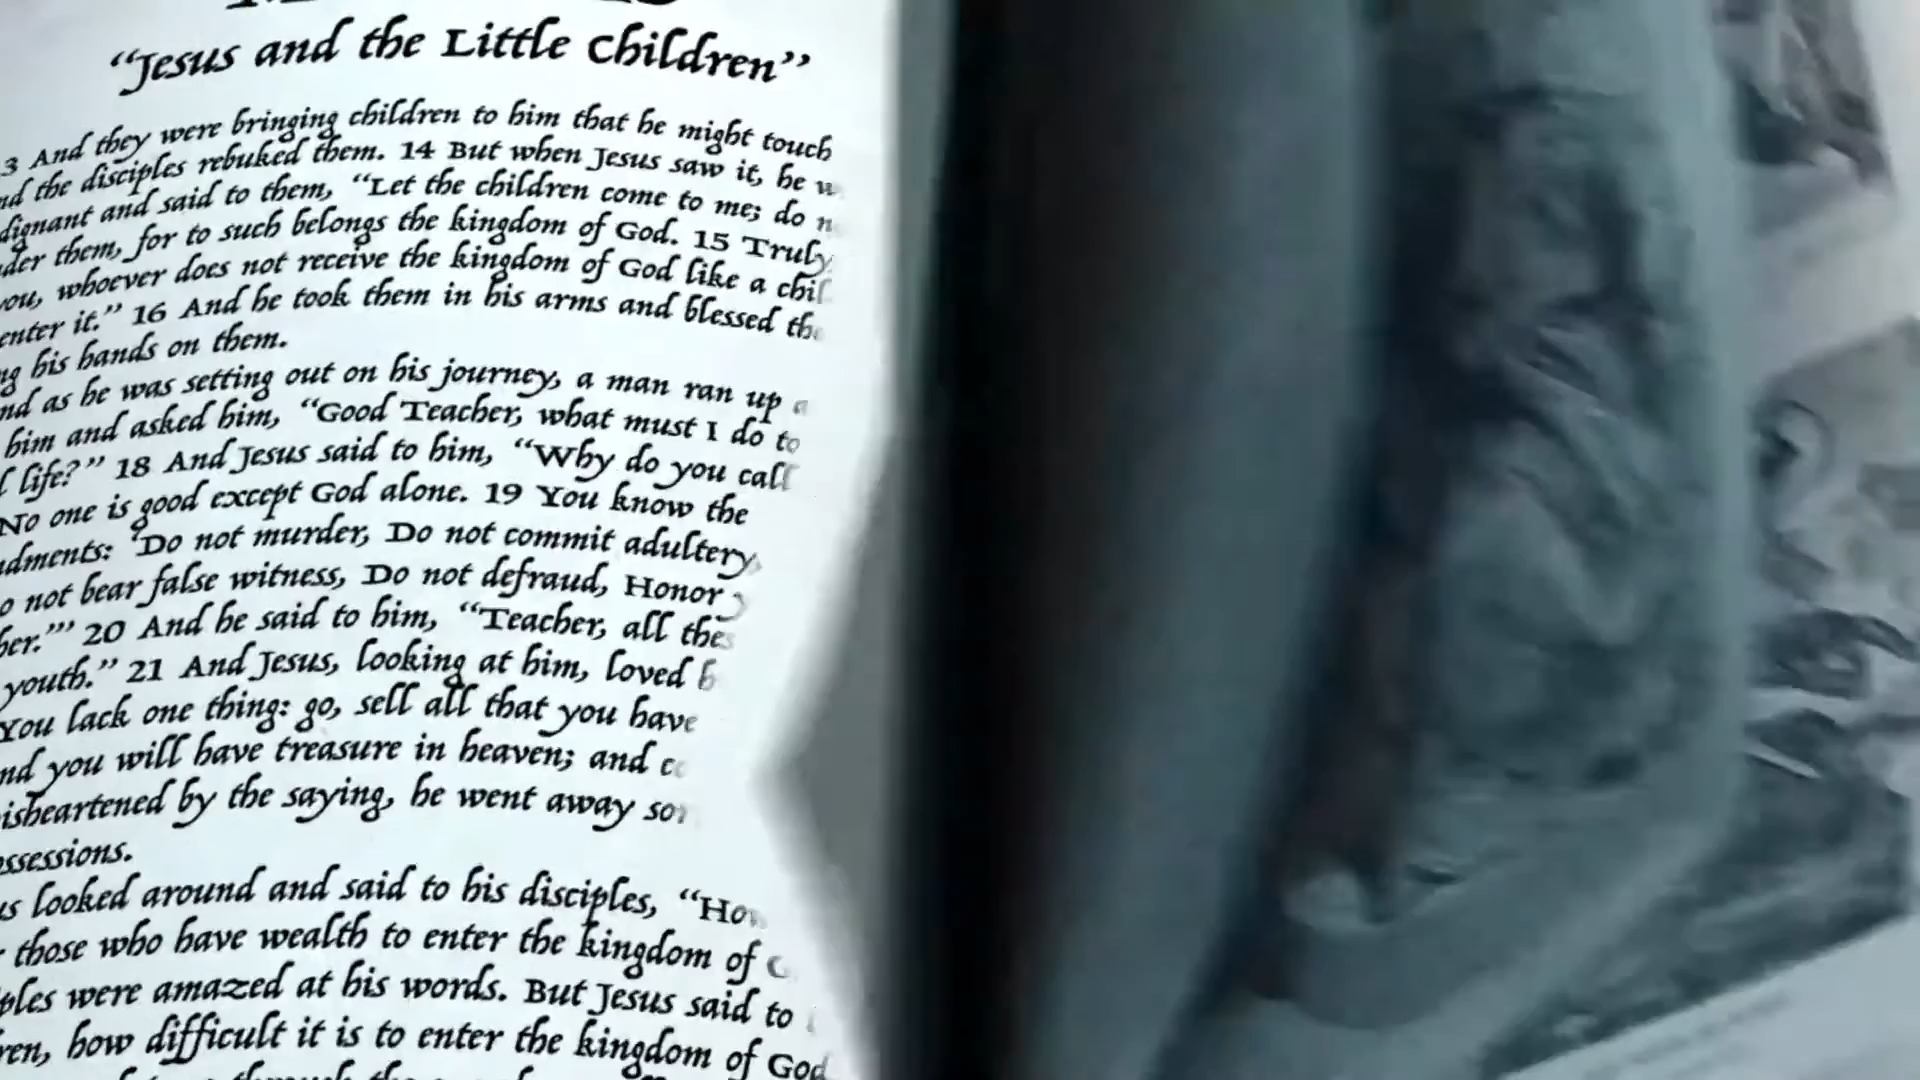 “Jesus and the Little Children”
3 And they were bringing children to him that he might touch
the disciples rebuked them. 14 But when Jesus saw it, he
and said to them, “Let the children come to me; do
them, for to such belongs the kingdom of God. 15 Truly
whoever does not receive the kingdom of God like a
enter it.” 16 And he took them in his arms and blessed
his hands on them.
as he was setting out on his journey, a man ran up
him and asked him, “Good Teacher, what must I do to
life?” 18 And Jesus said to him, “Why do you call
No one is good except God alone. 19 You know the
‘Do not murder, Do not commit adultery,
not bear false witness, Do not defraud, Honor
20 And he said to him, “Teacher, all
youth.” 21 And Jesus, looking at him, loved
You lack one thing: go, sell all that you have
you will have treasure in heaven; and
by the saying, he went away
looked around and said to his disciples, “How
those who have wealth to enter the kingdom of
were amazed at his words. But Jesus said to
how difficult it is to enter the kingdom of God